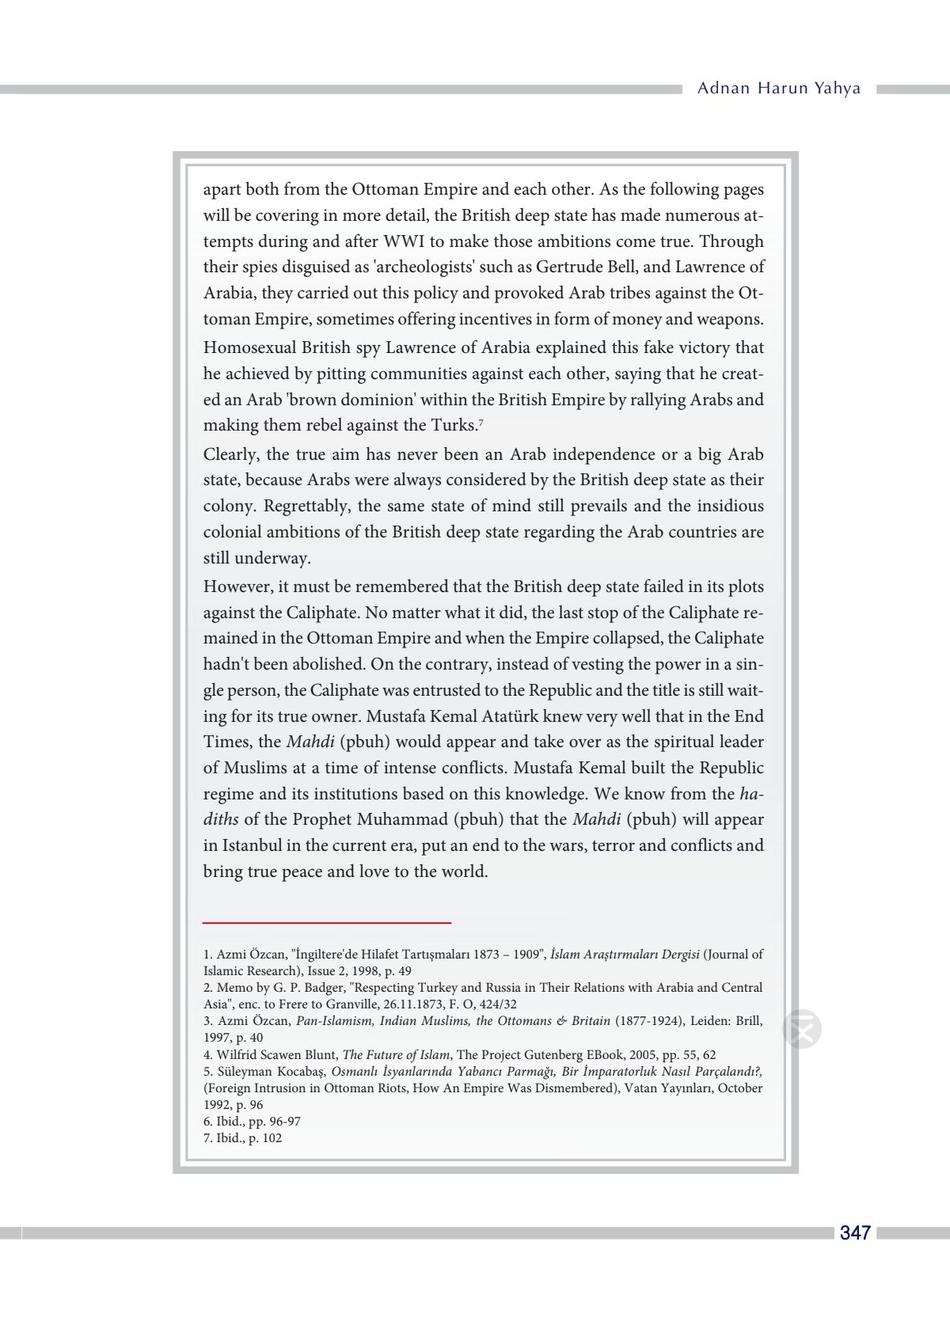 Adnan Harun Yahya
apart both from the Ottoman Empire and each other. As the following pages
will be covering in more detail, the British deep state has made numerous at-
tempts during and after WWI to make those ambitions come true. Through
their spies disguised as 'archeologists' such as Gertrude Bell, and Lawrence of
Arabia, they carried out this policy and provoked Arab tribes against the Ot-
toman Empire, sometimes offering incentives in form of money and weapons.
Homosexual British spy Lawrence of Arabia explained this fake victory that
he achieved by pitting communities against each other, saying that he creat-
ed an Arab 'brown dominion' within the British Empire by rallying Arabs and
making them rebel against the Turks.7
Clearly, the true aim has never been an Arab independence or a big Arab
state, because Arabs were always considered by the British deep state as their
colony. Regrettably, the same state of mind still prevails and the insidious
colonial ambitions of the British deep state regarding the Arab countries are
still underway.
However, it must be remembered that the British deep state failed in its plots
against the Caliphate. No matter what it did, the last stop of the Caliphate re-
mained in the Ottoman Empire and when the Empire collapsed, the Caliphate
hadn't been abolished. On the contrary, instead of vesting the power in a sin-
gle person, the Caliphate was entrusted to the Republic and the title is still wait-
ing for its true owner. Mustafa Kemal Atatürk knew very well that in the End
Times, the Mahdi (pbuh) would appear and take over as the spiritual leader
of Muslims at a time of intense conflicts. Mustafa Kemal built the Republic
regime and its institutions based on this knowledge. We know from the ha-
diths of the Prophet Muhammad (pbuh) that the Mahdi (pbuh) will appear
in Istanbul in the current era, put an end to the wars, terror and conflicts and
bring true peace and love to the world.
1. Azmi Özcan, "İngiltere'de Hilafet Tartışmaları 1873 – 1909", İslam Araştırmaları Dergisi (Journal of
Islamic Research), Issue 2, 1998, p. 49
2. Memo by G. P. Badger, "Respecting Turkey and Russia in Their Relations with Arabia and Central
Asia", enc. to Frere to Granville, 26.11.1873, F. O, 424/32
3. Azmi Özcan, Pan-Islamism, Indian Muslims, the Ottomans & Britain (1877-1924), Leiden: Brill,
1997, p. 40
4. Wilfrid Scawen Blunt, The Future of Islam, The Project Gutenberg EBook, 2005, pp. 55, 62
5. Süleyman Kocabaş, Osmanlı İsyanlarında Yabancı Parmağı, Bir İmparatorluk Nasıl Parçalandı?,
(Foreign Intrusion in Ottoman Riots, How An Empire Was Dismembered), Vatan Yayınları, October
1992, p. 96
6. Ibid., pp. 96-97
7. Ibid., p. 102
347